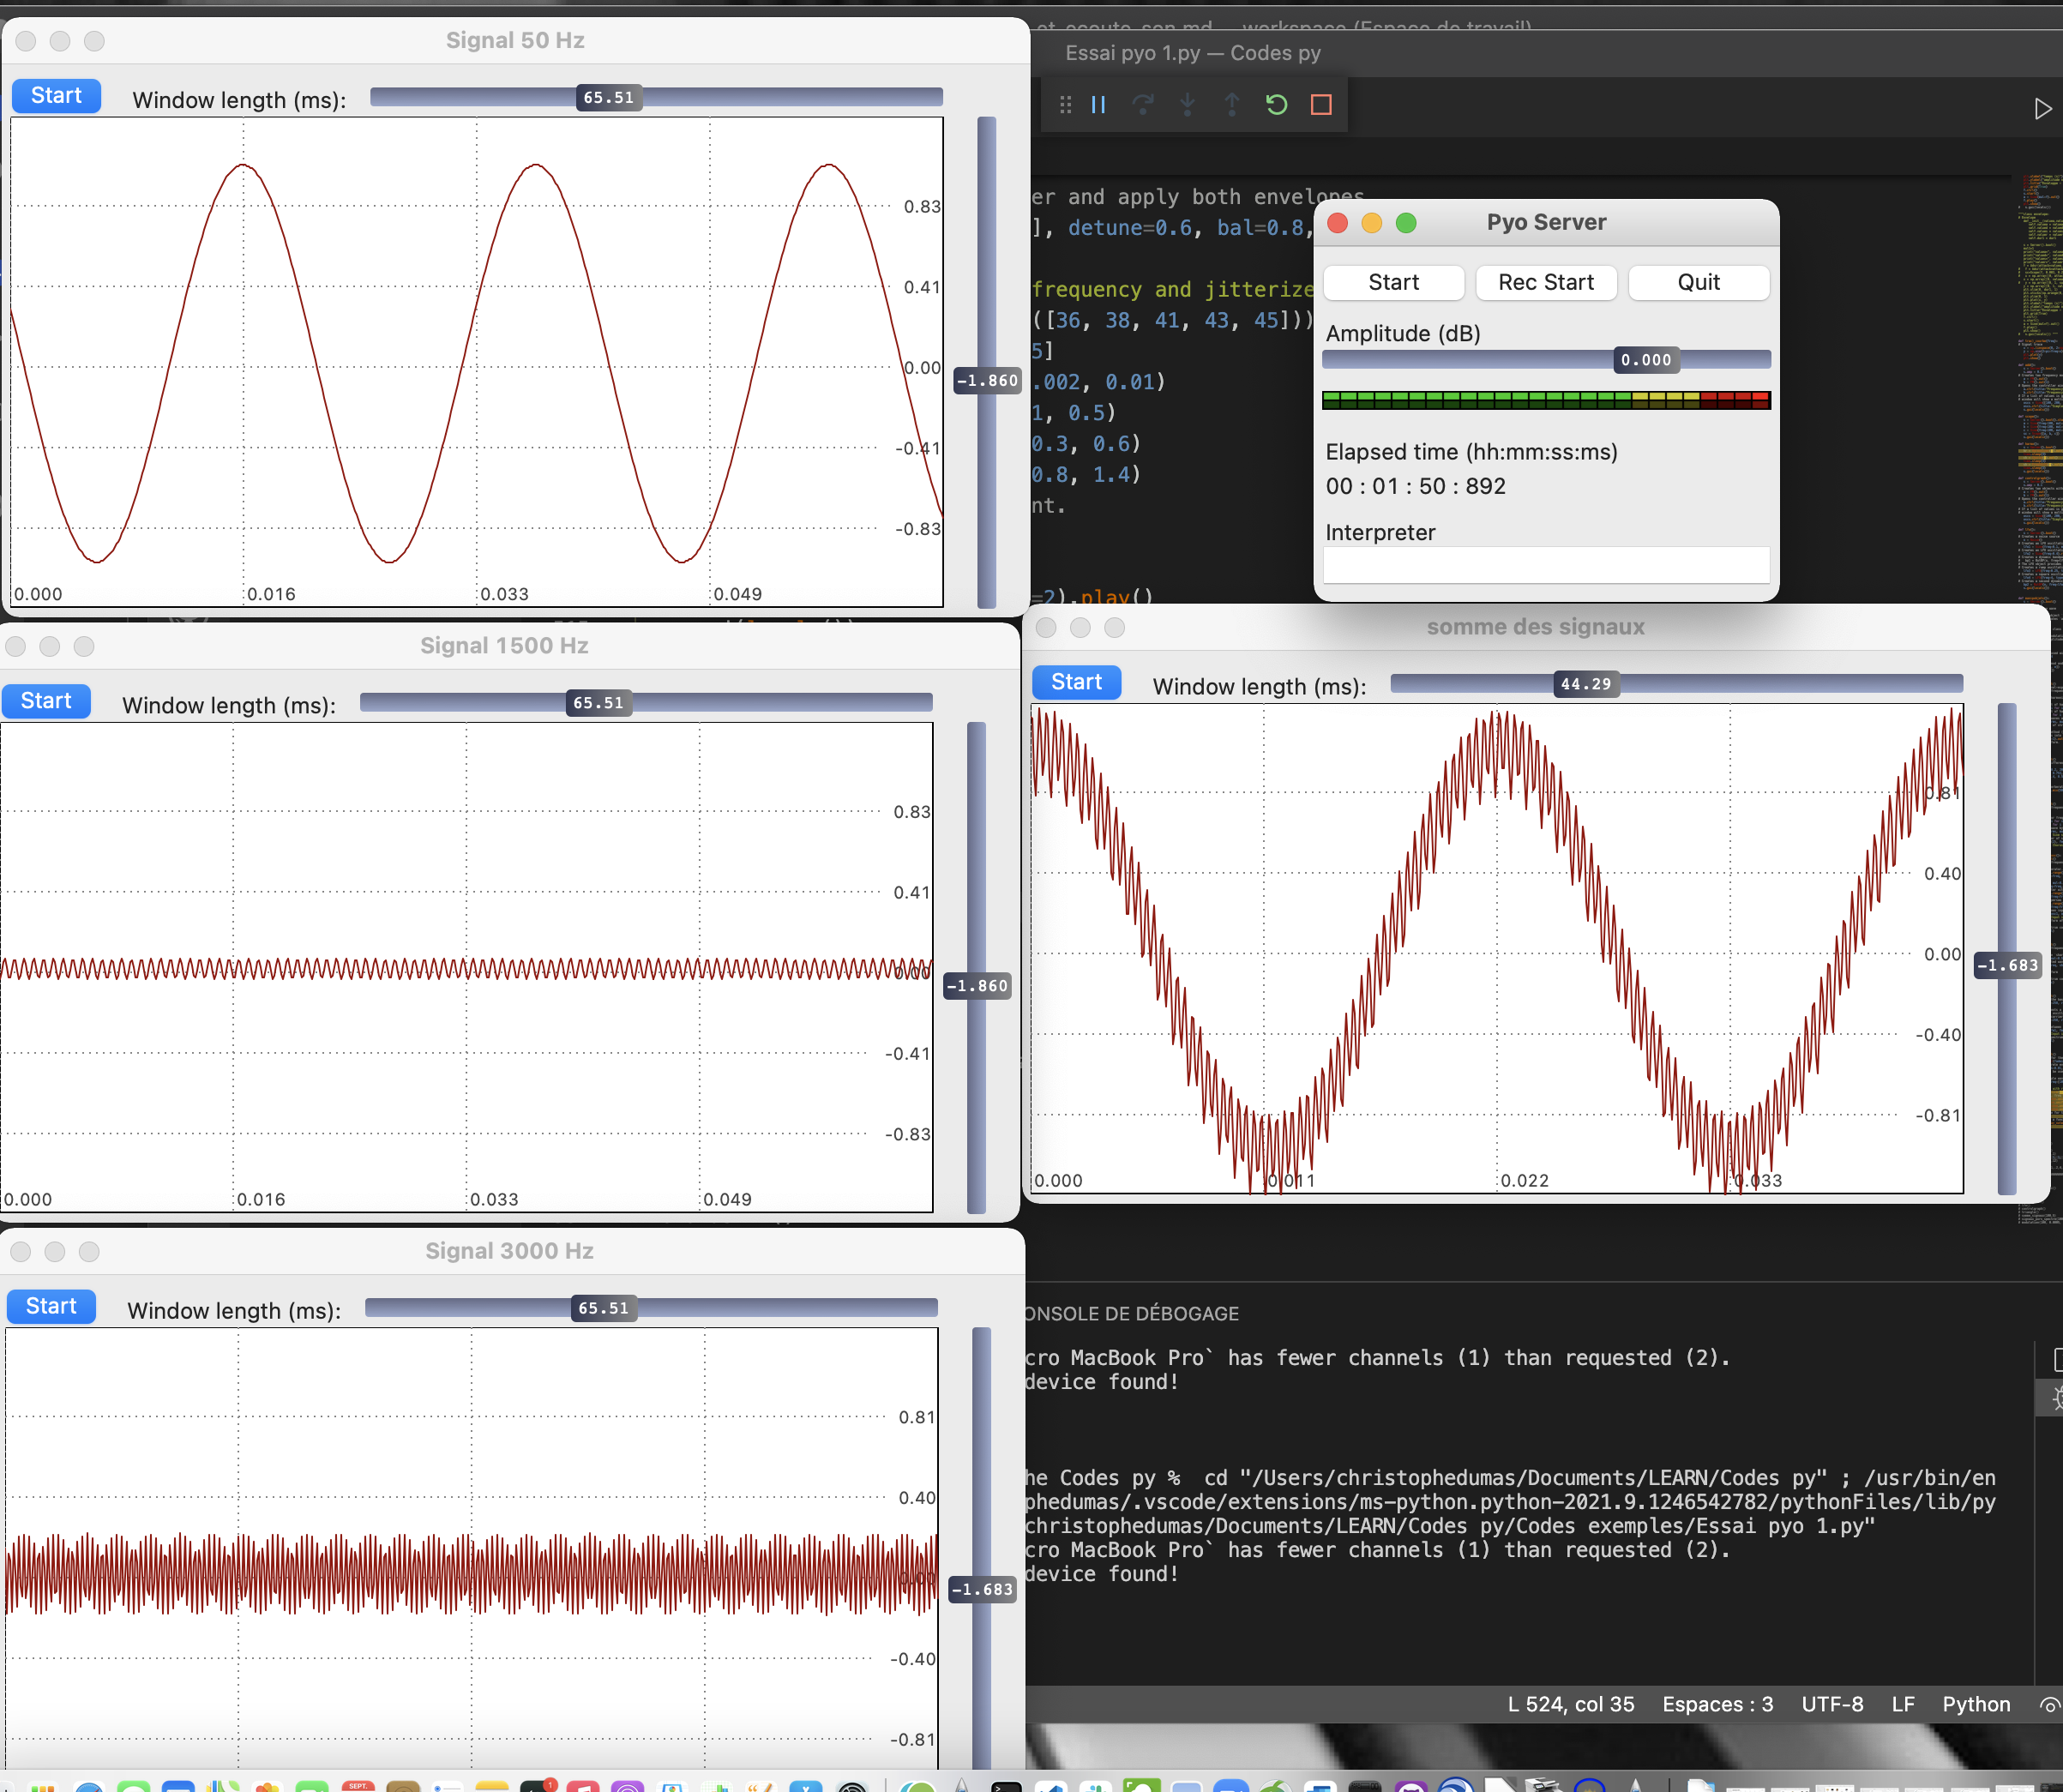 Signal 50 Hz
Start
Window length (ms):
65.51
0.83
0.41
0.00
-0.41
-0.83
-1.860
0.000
0.016
0.033
0.049
Essai pyo 1.py — Codes py
er and apply both envelopes
], detune=0.6, bal=0.8,
frequency and jitterize
([36, 38, 41, 43, 45]))
5]
.002, 0.01)
1, 0.5)
0.3, 0.6)
0.8, 1.4)
nt.
=2).play()
Pyo Server
Start
Rec Start
Quit
Amplitude (dB)
0.000
Elapsed time (hh:mm:ss:ms)
00 : 01 : 50 : 892
Interpreter
Signal 1500 Hz
Start
Window length (ms):
65.51
0.83
0.41
0.00
-0.41
-0.83
-1.860
0.000
0.016
0.033
0.049
somme des signaux
Start
Window length (ms):
44.29
0.81
0.40
0.00
-0.40
-0.81
-1.683
0.000
0.011
0.022
0.033
Signal 3000 Hz
Start
Window length (ms):
65.51
0.81
0.40
0.00
-0.40
-0.81
-1.683
ONSOLE DE DÉBOGAGE
cro MacBook Pro` has fewer channels (1) than requested (2).
device found!
he Codes py %  cd "/Users/christophedumas/Documents/LEARN/Codes py" ; /usr/bin/en
phedumas/.vscode/extensions/ms-python.python-2021.9.1246542782/pythonFiles/lib/py
christophedumas/Documents/LEARN/Codes py/Codes exemples/Essai pyo 1.py"
cro MacBook Pro` has fewer channels (1) than requested (2).
device found!
L 524, col 35
Espaces : 3
UTF-8
LF
Python
SEPT.
1